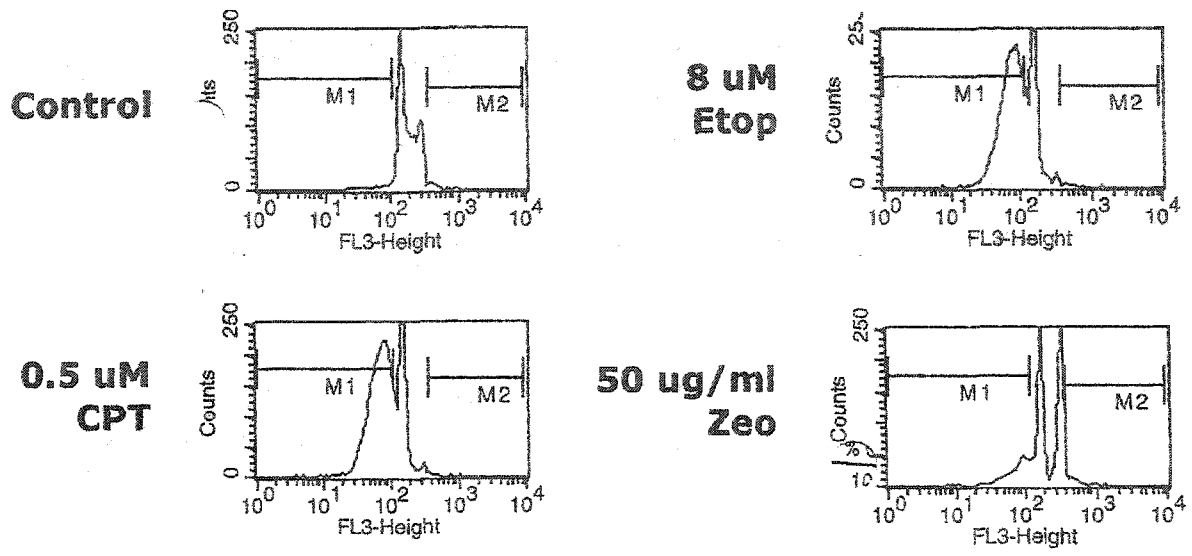 Control
250
0
M1
M2
10^0 10^1 10^2 10^3 10^4
FL3-Height
8 uM
Etop
Counts
25
0
M1
M2
10^0 10^1 10^2 10^3 10^4
FL3-Height
0.5 uM
CPT
Counts
250
0
M1
M2
10^0 10^1 10^2 10^3 10^4
FL3-Height
50 ug/ml
Zeo
Counts
250
%
M1
M2
10^0 10^1 10^2 10^3 10^4
FL3-Height